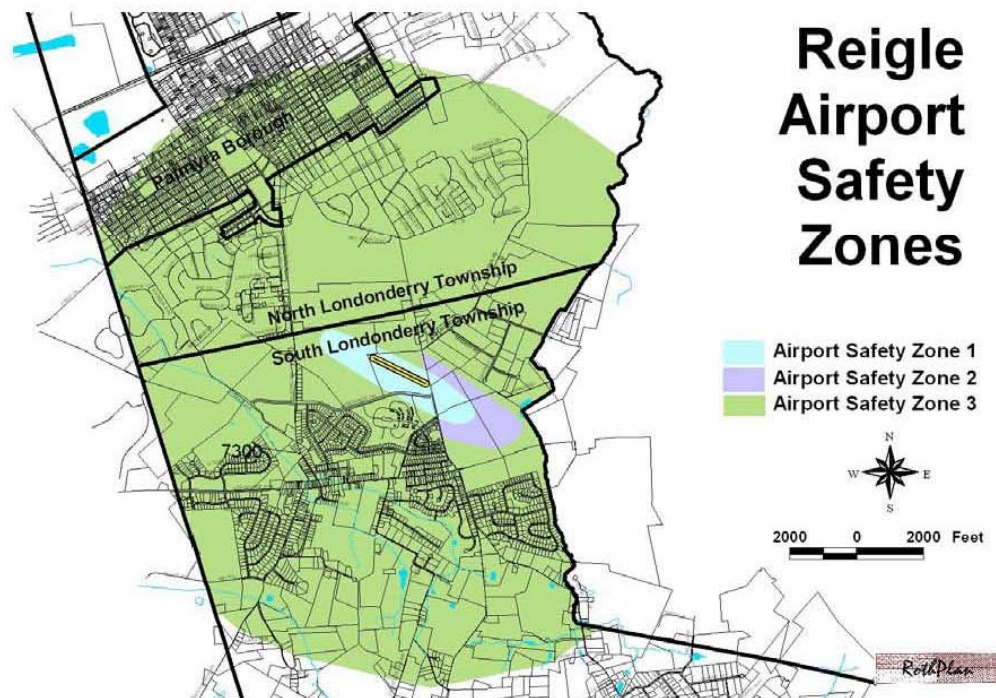 Reigle
Airport
Safety
Zones
Palmyra Borough
North Londonderry Township
South Londonderry Township
7300
Airport Safety Zone 1
Airport Safety Zone 2
Airport Safety Zone 3
N
W E
S
2000 0 2000 Feet
RothPlan